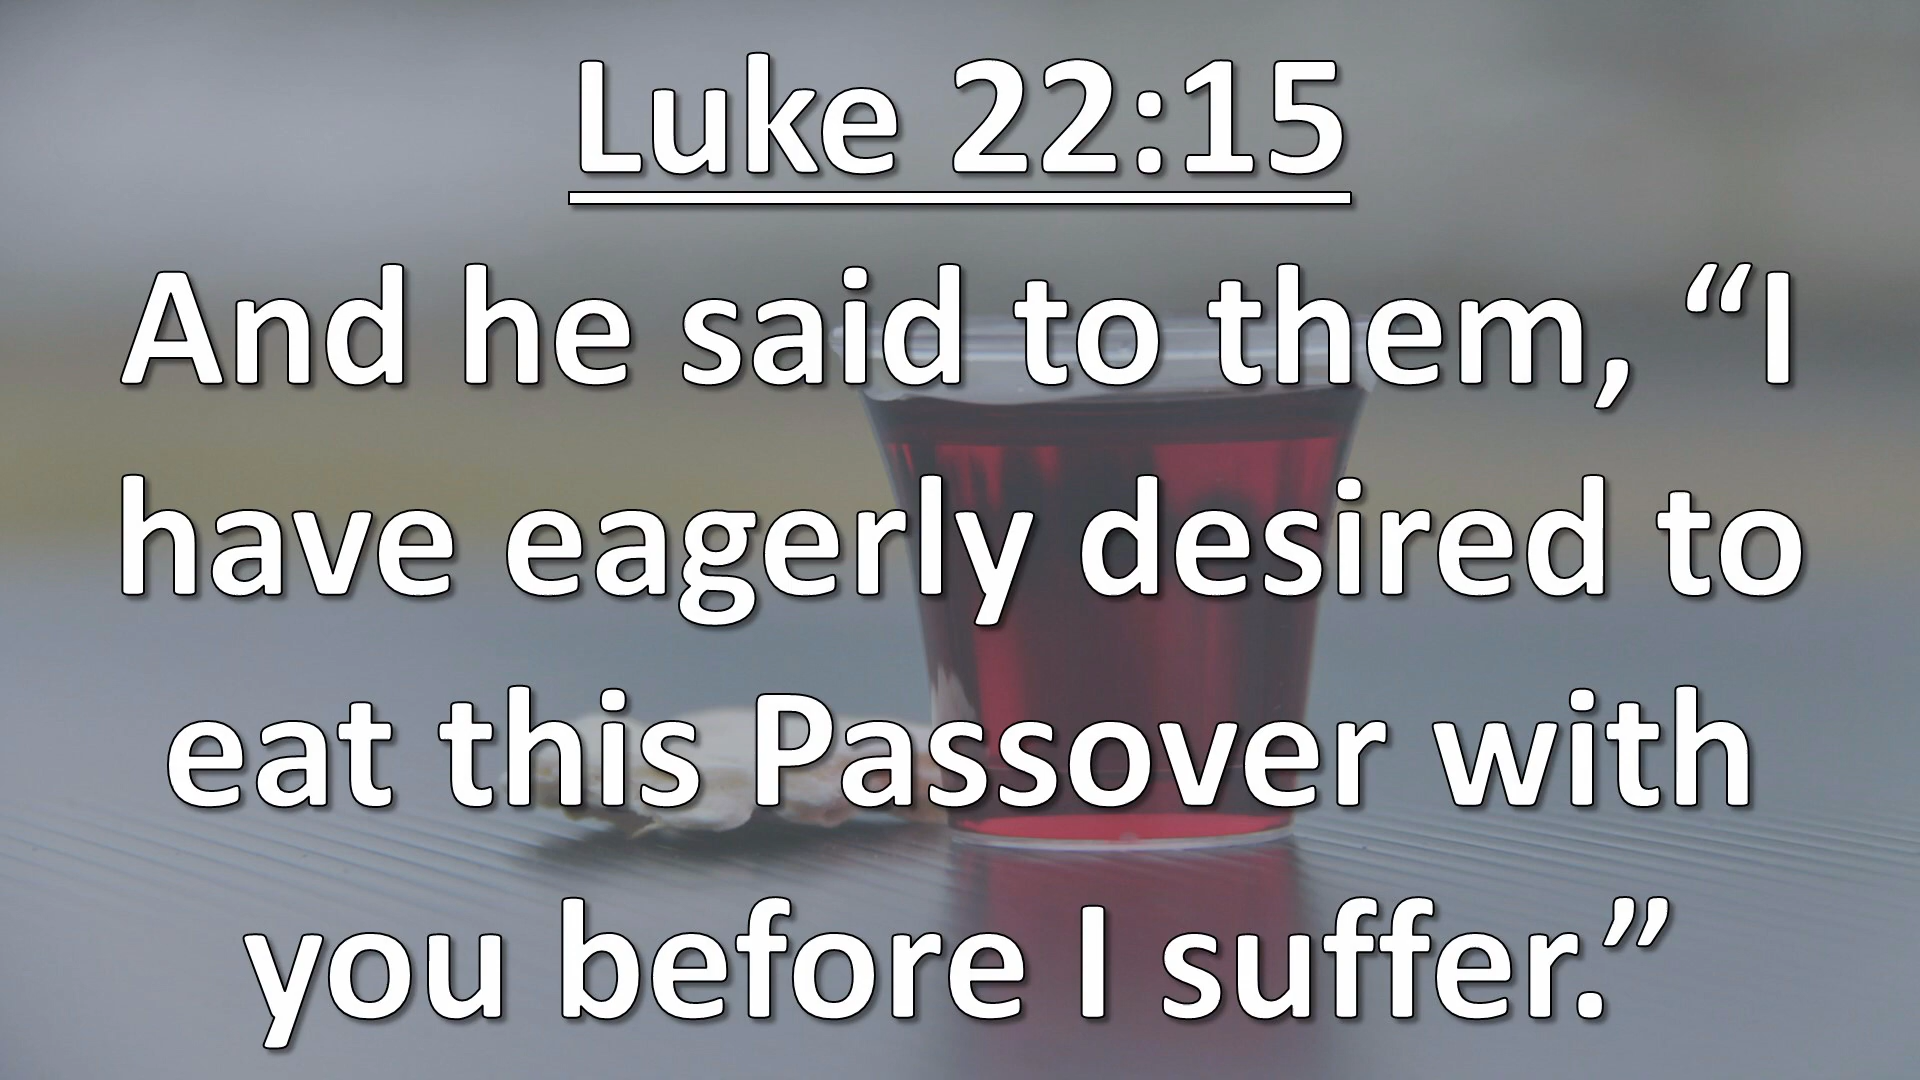 Luke 22:15
And he said to them, “I
have eagerly desired to
eat this Passover with
you before I suffer.”